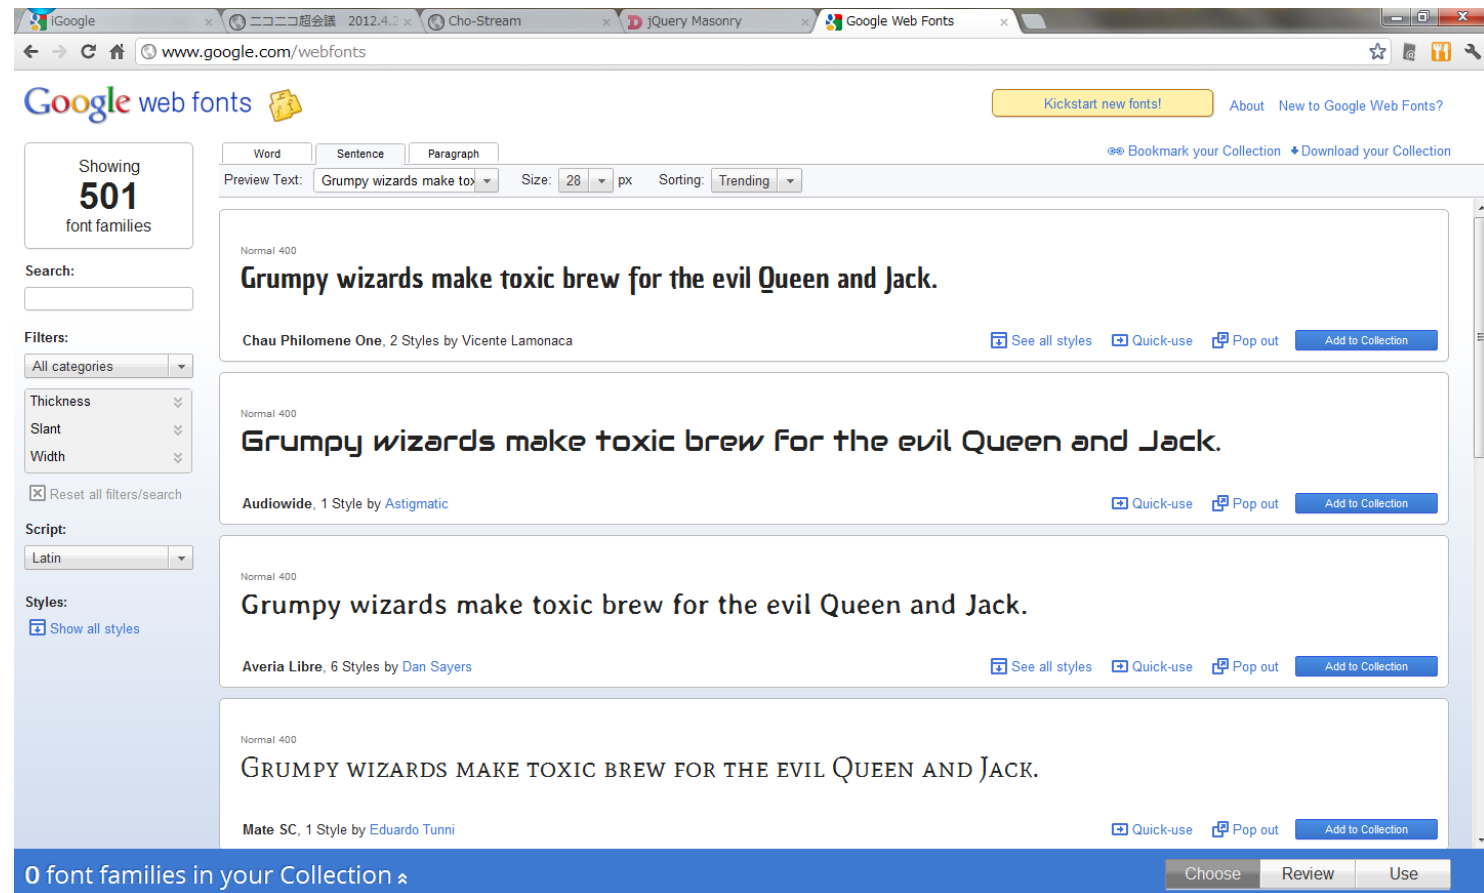 iGoogle
ニコニコ超会議 2012.4.2
Cho-Stream
jQuery Masonry
Google Web Fonts
www.google.com/webfonts
Google web fonts
Kickstart new fonts!
About
New to Google Web Fonts?
Showing
501
font families
Word
Sentence
Paragraph
Bookmark your Collection
Download your Collection
Preview Text:
Grumpy wizards make tox
Size:
28
px
Sorting:
Trending
Search:
Filters:
All categories
Thickness
Slant
Width
Reset all filters/search
Script:
Latin
Styles:
Show all styles
Normal 400
Grumpy wizards make toxic brew for the evil Queen and Jack.
Chau Philomene One, 2 Styles by Vicente Lamonaca
See all styles
Quick-use
Pop out
Add to Collection
Normal 400
Grumpy wizards make toxic brew for the evil Queen and Jack.
Audiowide, 1 Style by Astigmatic
Quick-use
Pop out
Add to Collection
Normal 400
Grumpy wizards make toxic brew for the evil Queen and Jack.
Averia Libre, 6 Styles by Dan Sayers
See all styles
Quick-use
Pop out
Add to Collection
Normal 400
Grumpy wizards make toxic brew for the evil Queen and Jack.
Mate SC, 1 Style by Eduardo Tunni
Quick-use
Pop out
Add to Collection
0 font families in your Collection
Choose
Review
Use